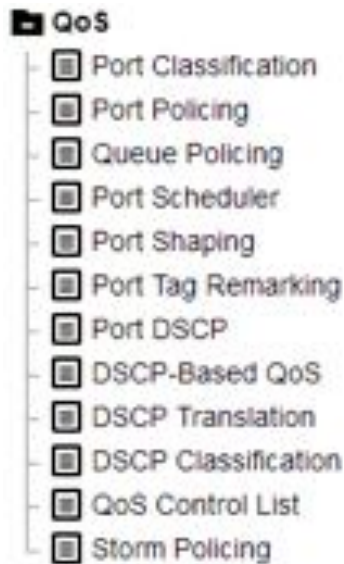 QoS
Port Classification
Port Policing
Queue Policing
Port Scheduler
Port Shaping
Port Tag Remarking
Port DSCP
DSCP-Based QoS
DSCP Translation
DSCP Classification
QoS Control List
Storm Policing